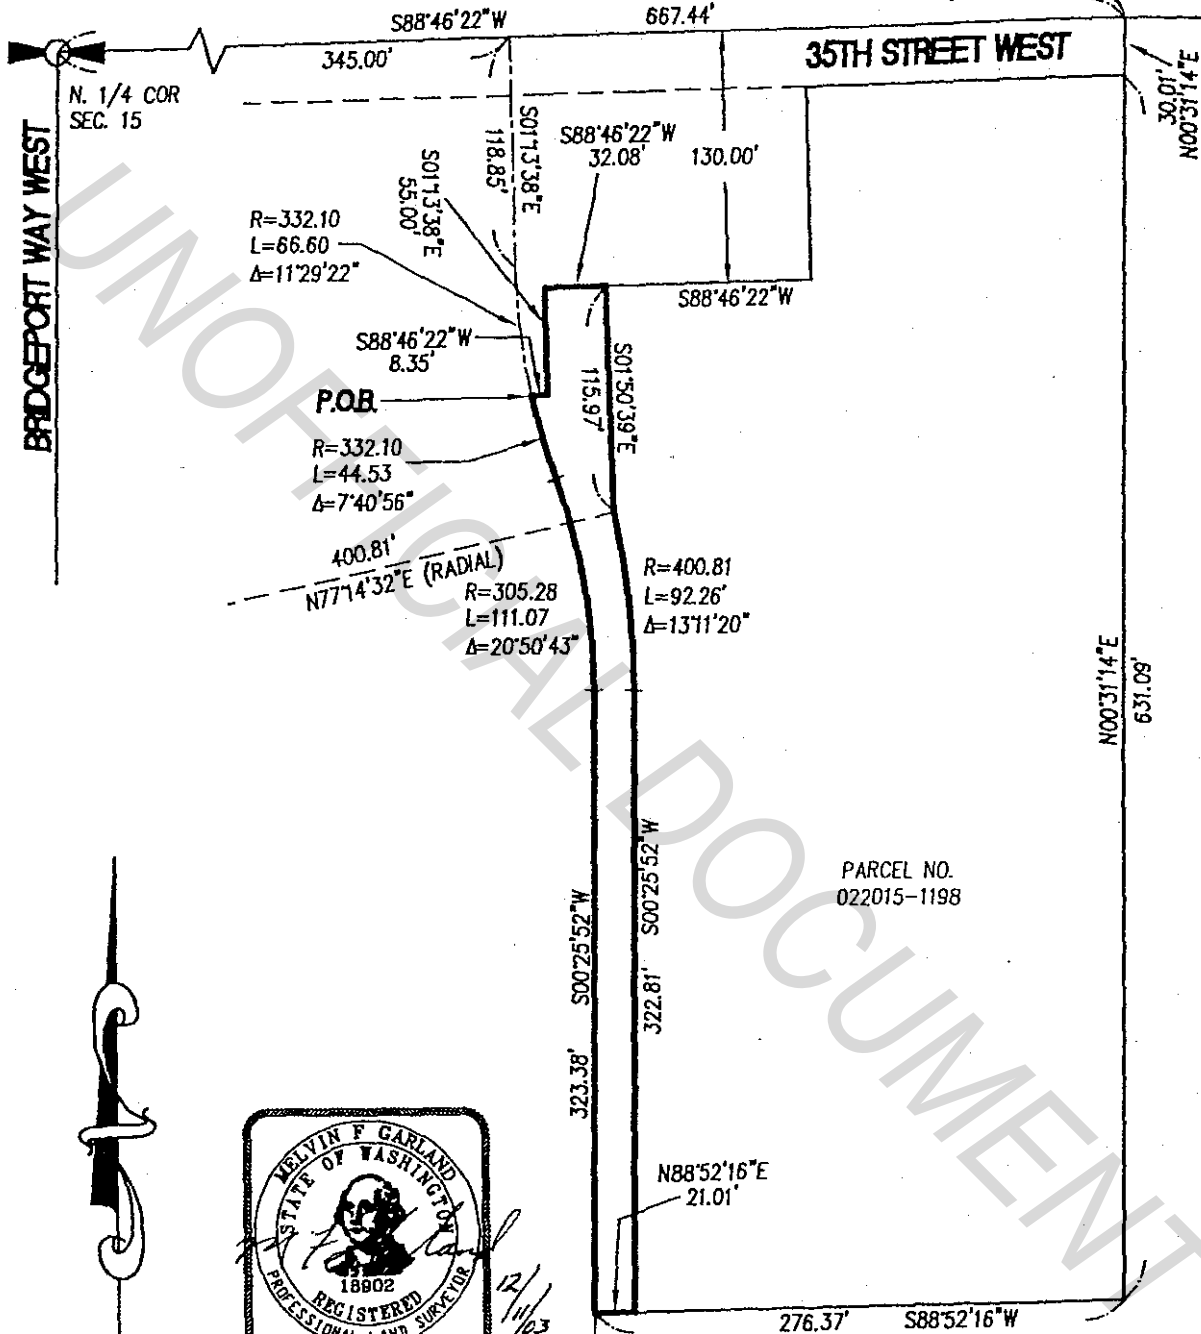 S88°46'22"W
667.44'
345.00'
35TH STREET WEST
30.01'
N00°31'14"E
N. 1/4 COR
SEC. 15
BRIDGEPORT WAY WEST
S01°13'38"E
118.85'
S88°46'22"W
32.08'
130.00'
S01°13'38"E
55.00'
R=332.10
L=66.60
Δ=11°29'22"
S88°46'22"W
S88°46'22"W
8.35'
P.O.B.
S01°50'39"E
115.97'
R=332.10
L=44.53
Δ=7°40'56"
400.81'
N77°14'32"E (RADIAL)
R=305.28
L=111.07
Δ=20°50'43"
R=400.81
L=92.26'
Δ=13°11'20"
N00°31'14"E
631.09'
S00°25'52"W
323.38'
S00°25'52"W
322.81'
PARCEL NO.
022015-1198
N88°52'16"E
21.01'
276.37'
S88°52'16"W
MELVIN F GARLAND
STATE OF WASHINGTON
18902
REGISTERED
PROFESSIONAL LAND SURVEYOR
12/11/03
UNOFFICIAL DOCUMENT